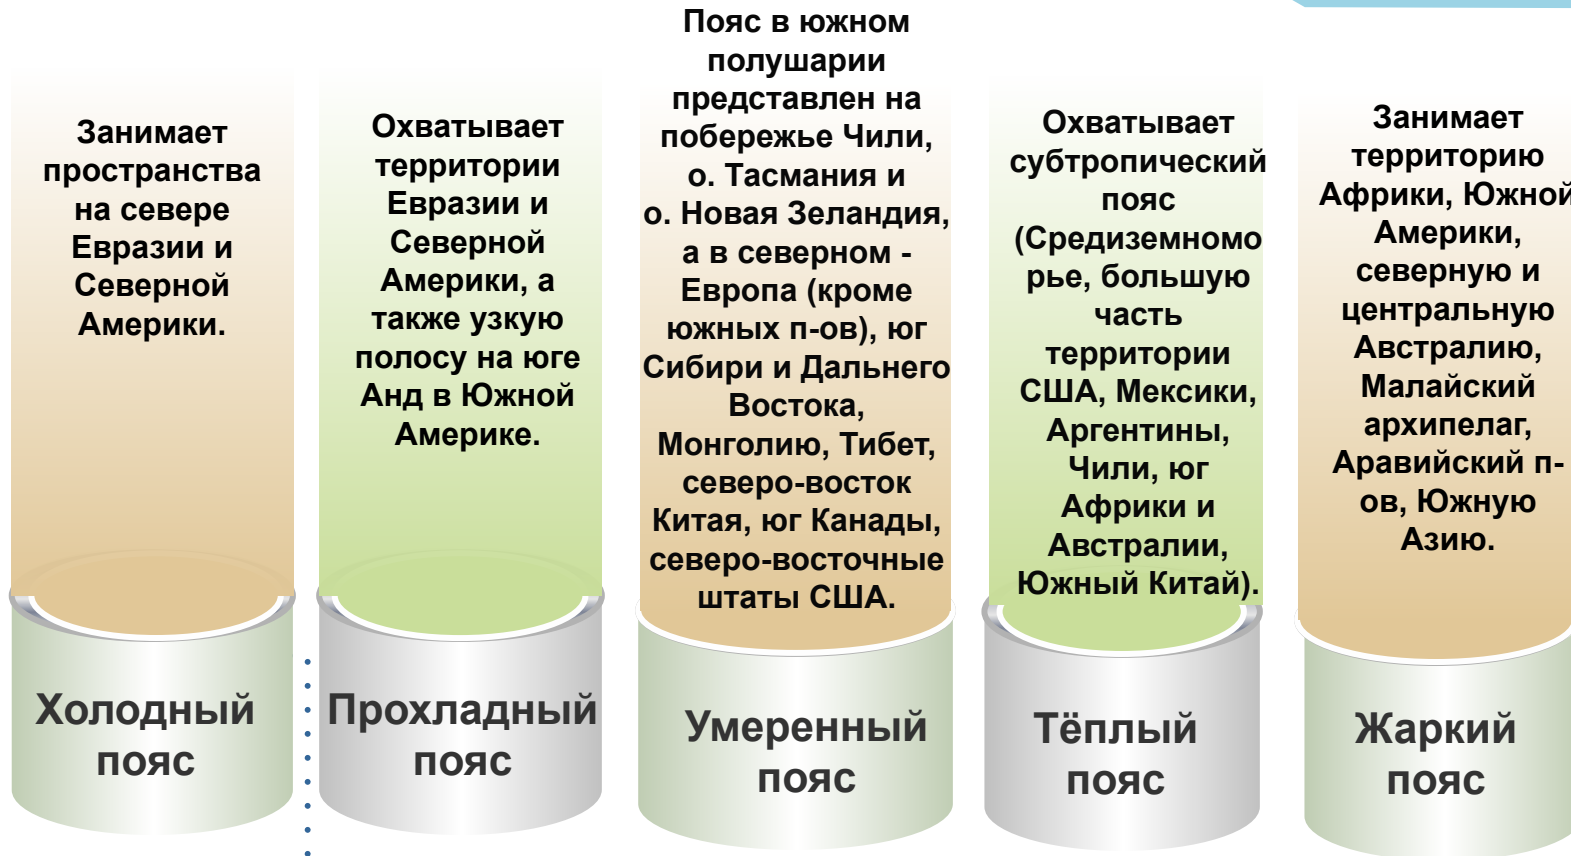 Занимает
пространства
на севере
Евразии и
Северной
Америки.
Холодный
пояс
Охватывает
территории
Евразии и
Северной
Америки, а
также узкую
полосу на юге
Анд в Южной
Америке.
Прохладный
пояс
Пояс в южном
полушарии
представлен на
побережье Чили,
о. Тасмания и
о. Новая Зеландия,
а в северном -
Европа (кроме
южных п-ов), юг
Сибири и Дальнего
Востока,
Монголию, Тибет,
северо-восток
Китая, юг Канады,
северо-восточные
штаты США.
Умеренный
пояс
Охватывает
субтропический
пояс
(Средиземномо
рье, большую
часть
территории
США, Мексики,
Аргентины,
Чили, юг
Африки и
Австралии,
Южный Китай).
Тёплый
пояс
Занимает
территорию
Африки, Южной
Америки,
северную и
центральную
Австралию,
Малайский
архипелаг,
Аравийский п-
ов, Южную
Азию.
Жаркий
пояс